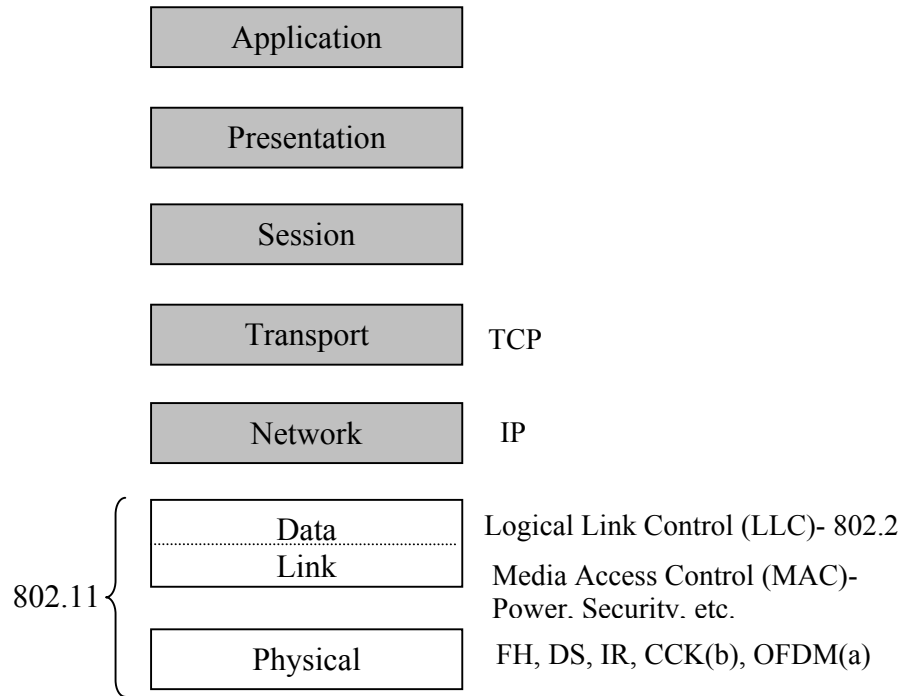 Application
Presentation
Session
Transport
TCP
Network
IP
802.11
Data
Link
Logical Link Control (LLC)- 802.2
Media Access Control (MAC)-
Power, Security, etc.
Physical
FH, DS, IR, CCK(b), OFDM(a)